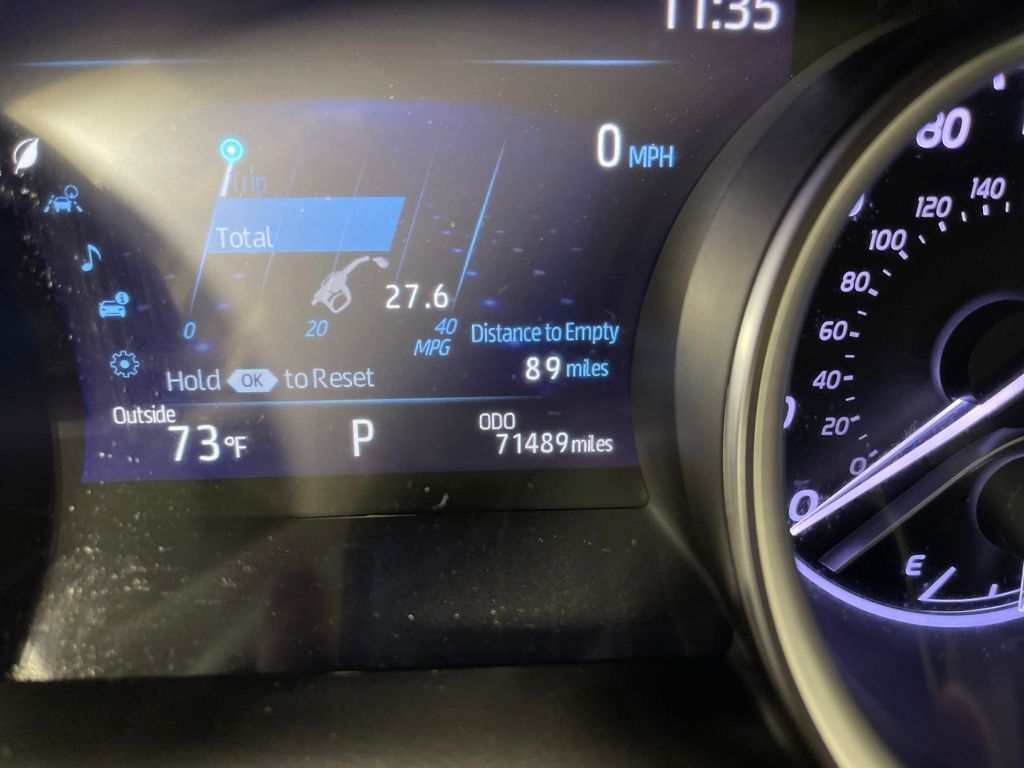 11:35
0 MPH
Trip
Total
27.6
0 20 40
MPG
Distance to Empty
89 miles
Hold OK to Reset
Outside
73°F
P
ODO
71489 miles
80
140
120
100
80
60
40
20
0
0
E